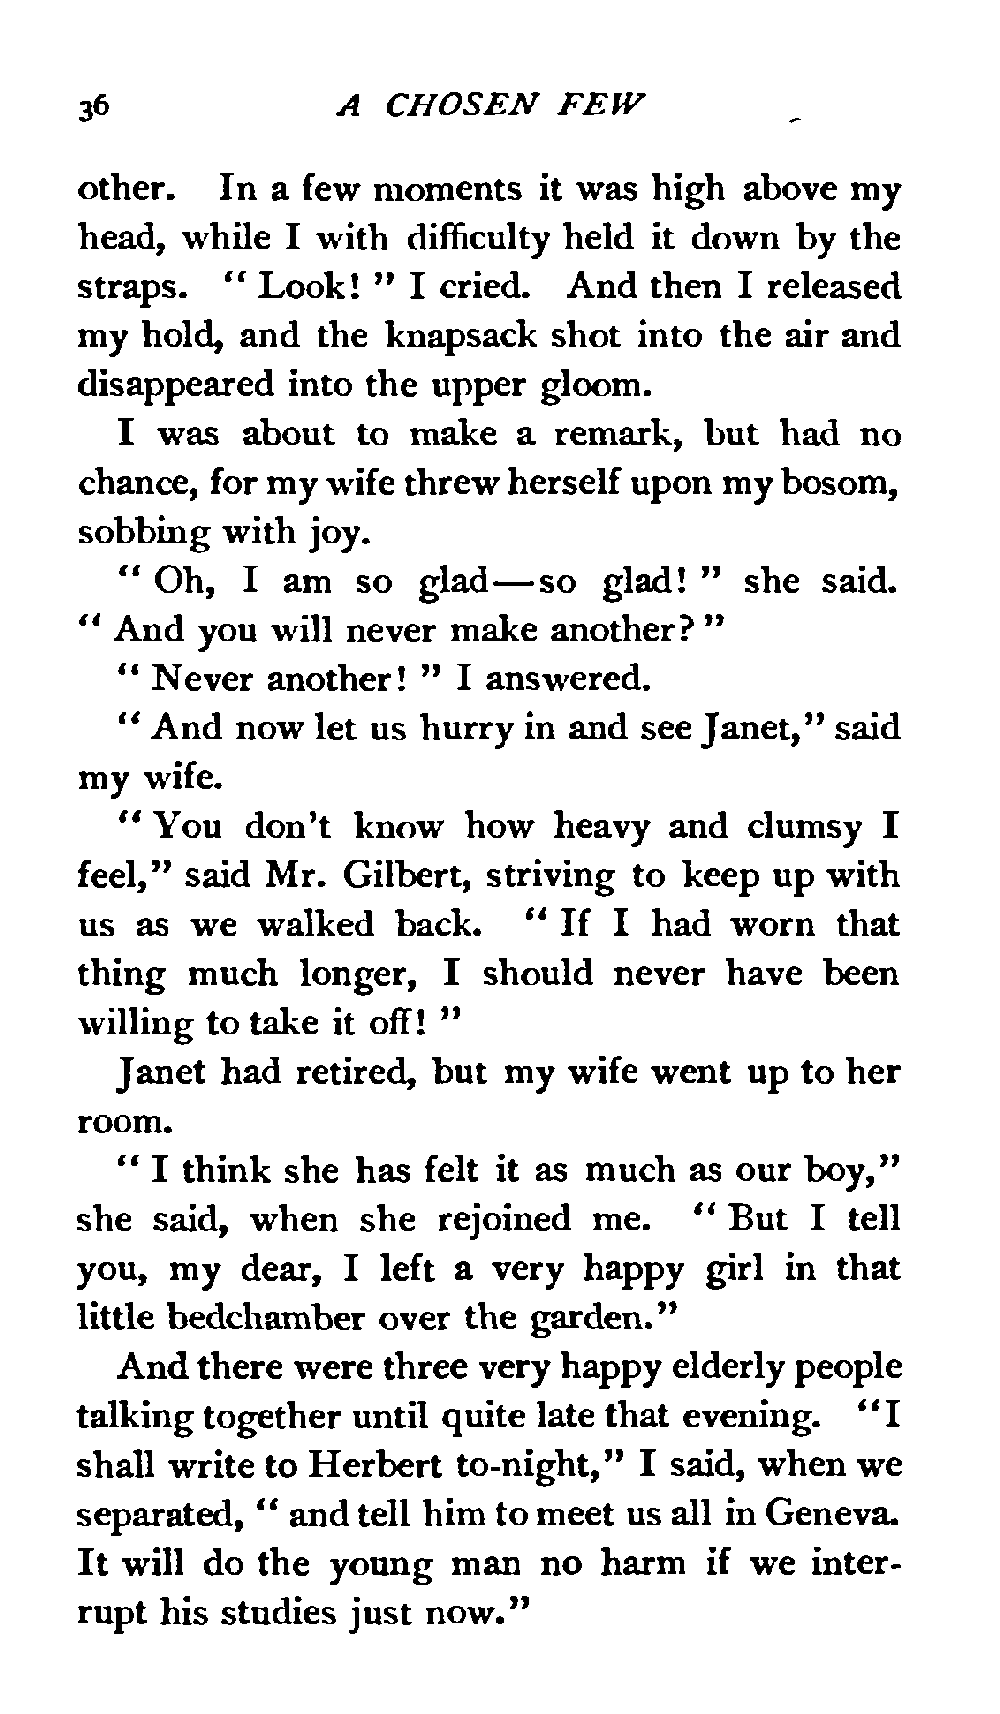 36 A CHOSEN FEW
other. In a few moments it was high above my
head, while I with difficulty held it down by the
straps. " Look! " I cried. And then I released
my hold, and the knapsack shot into the air and
disappeared into the upper gloom.
I was about to make a remark, but had no
chance, for my wife threw herself upon my bosom,
sobbing with joy.
" Oh, I am so glad—so glad! " she said.
" And you will never make another? "
" Never another! " I answered.
" And now let us hurry in and see Janet," said
my wife.
" You don't know how heavy and clumsy I
feel," said Mr. Gilbert, striving to keep up with
us as we walked back. " If I had worn that
thing much longer, I should never have been
willing to take it off! "
Janet had retired, but my wife went up to her
room.
" I think she has felt it as much as our boy,"
she said, when she rejoined me. " But I tell
you, my dear, I left a very happy girl in that
little bedchamber over the garden."
And there were three very happy elderly people
talking together until quite late that evening. "I
shall write to Herbert to-night," I said, when we
separated, " and tell him to meet us all in Geneva.
It will do the young man no harm if we inter-
rupt his studies just now."